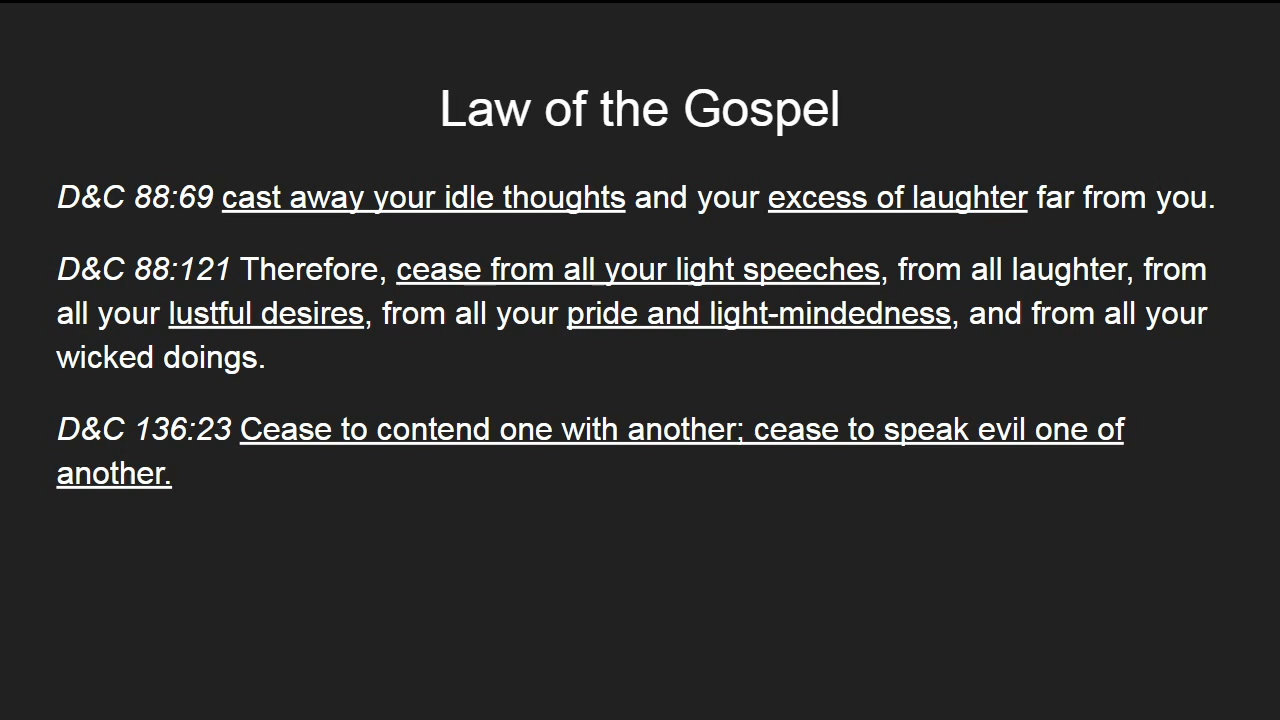 Law of the Gospel
D&C 88:69 cast away your idle thoughts and your excess of laughter far from you.
D&C 88:121 Therefore, cease from all your light speeches, from all laughter, from
all your lustful desires, from all your pride and light-mindedness, and from all your
wicked doings.
D&C 136:23 Cease to contend one with another; cease to speak evil one of
another.